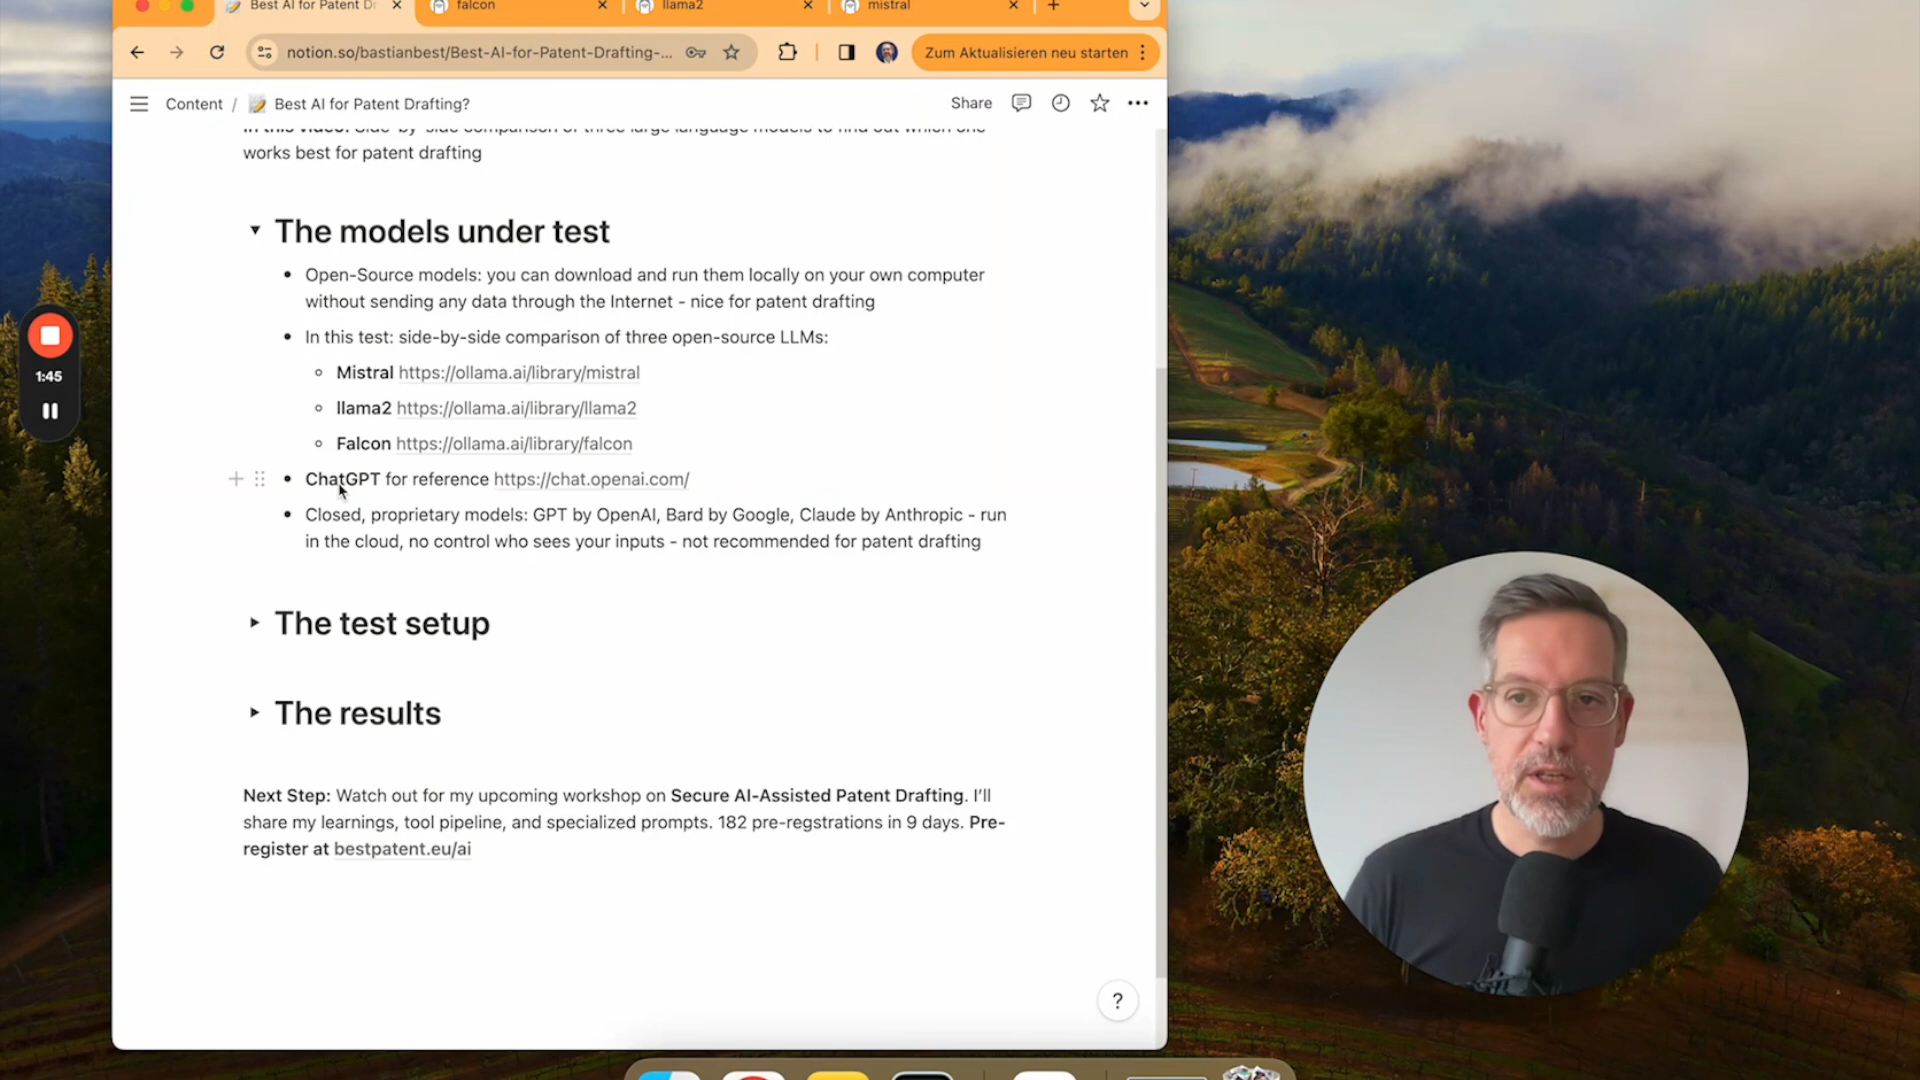 Best AI for Patent D
falcon
llama2
mistral
notion.so/bastianbest/Best-AI-for-Patent-Drafting-...
Zum Aktualisieren neu starten
Content / Best AI for Patent Drafting?
Share
In this video: Side-by-side comparison of three large language models to find out which one
works best for patent drafting
The models under test
Open-Source models: you can download and run them locally on your own computer
without sending any data through the Internet - nice for patent drafting
In this test: side-by-side comparison of three open-source LLMs:
Mistral https://ollama.ai/library/mistral
llama2 https://ollama.ai/library/llama2
Falcon https://ollama.ai/library/falcon
ChatGPT for reference https://chat.openai.com/
Closed, proprietary models: GPT by OpenAI, Bard by Google, Claude by Anthropic - run
in the cloud, no control who sees your inputs - not recommended for patent drafting
The test setup
The results
Next Step: Watch out for my upcoming workshop on Secure AI-Assisted Patent Drafting. I'll
share my learnings, tool pipeline, and specialized prompts. 182 pre-regstrations in 9 days. Pre-
register at bestpatent.eu/ai
?
1:45